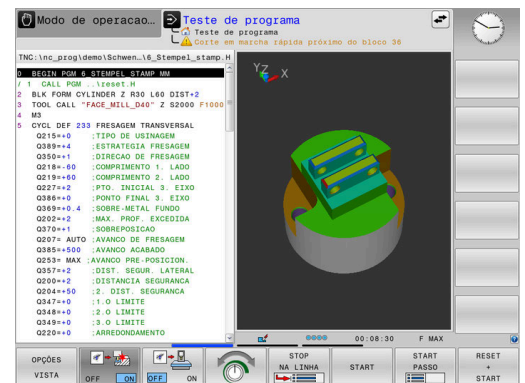 Modo de operacao...
Teste de programa
Teste de programa
Corte em marcha rápida próximo do bloco 36
TNC:\nc_prog\demo\Schwen...\6_Stempel_stamp.H
0 BEGIN PGM 6_STEMPEL_STAMP MM
/ 1 CALL PGM ..\reset.H
2 BLK FORM CYLINDER Z R30 L60 DIST+2
3 TOOL CALL "FACE_MILL_D40" Z S2000 F1000
4 M3
5 CYCL DEF 233 FRESAGEM TRANSVERSAL
Q215=+0 ;TIPO DE USINAGEM
Q389=+4 ;ESTRATEGIA FRESAGEM
Q350=+1 ;DIRECAO DE FRESAGEM
Q218=-60 ;COMPRIMENTO 1. LADO
Q219=+60 ;COMPRIMENTO 2. LADO
Q227=+2 ;PTO. INICIAL 3. EIXO
Q386=+0 ;PONTO FINAL 3. EIXO
Q369=+0.4 ;SOBRE-METAL FUNDO
Q202=+2 ;MAX. PROF. EXCEDIDA
Q370=+1 ;SOBREPOSICAO
Q207= AUTO ;AVANCO DE FRESAGEM
Q385=+500 ;AVANCO ACABADO
Q253= MAX ;AVANCO PRE-POSICION.
Q357=+2 ;DIST. SEGUR. LATERAL
Q200=+2 ;DISTANCIA SEGURANCA
Q204=+50 ;2. DIST. SEGURANCA
Q347=+0 ;1.O LIMITE
Q348=+0 ;2.O LIMITE
Q349=+0 ;3.O LIMITE
Q220=+0 ;ARREDONDAMENTO
Y Z X
00:08:30 F MAX
OPÇÕES VISTA
OFF ON
OFF ON
STOP NA LINHA
START
START PASSO
RESET + START